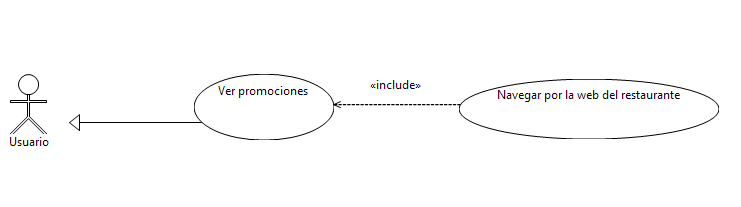 «include»
Ver promociones
Navegar por la web del restaurante
Usuario